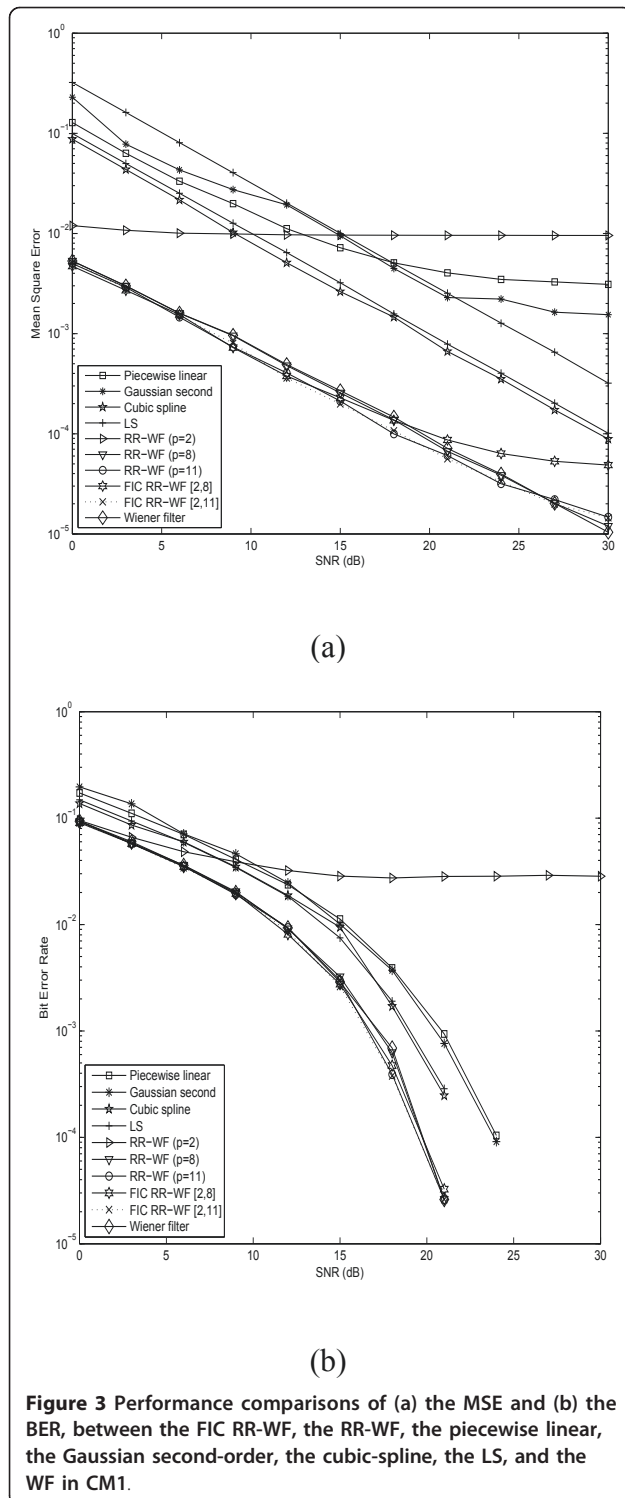 10^0
10^-1
10^-2
10^-3
10^-4
10^-5
Mean Square Error
Piecewise linear
Gaussian second
Cubic spline
LS
RR-WF (p=2)
RR-WF (p=8)
RR-WF (p=11)
FIC RR-WF [2,8]
FIC RR-WF [2,11]
Wiener filter
0 5 10 15 20 25 30
SNR (dB)
(a)
10^0
10^-1
10^-2
10^-3
10^-4
10^-5
Bit Error Rate
Piecewise linear
Gaussian second
Cubic spline
LS
RR-WF (p=2)
RR-WF (p=8)
RR-WF (p=11)
FIC RR-WF [2,8]
FIC RR-WF [2,11]
Wiener filter
0 5 10 15 20 25 30
SNR (dB)
(b)
Figure 3 Performance comparisons of (a) the MSE and (b) the
BER, between the FIC RR-WF, the RR-WF, the piecewise linear,
the Gaussian second-order, the cubic-spline, the LS, and the
WF in CM1.